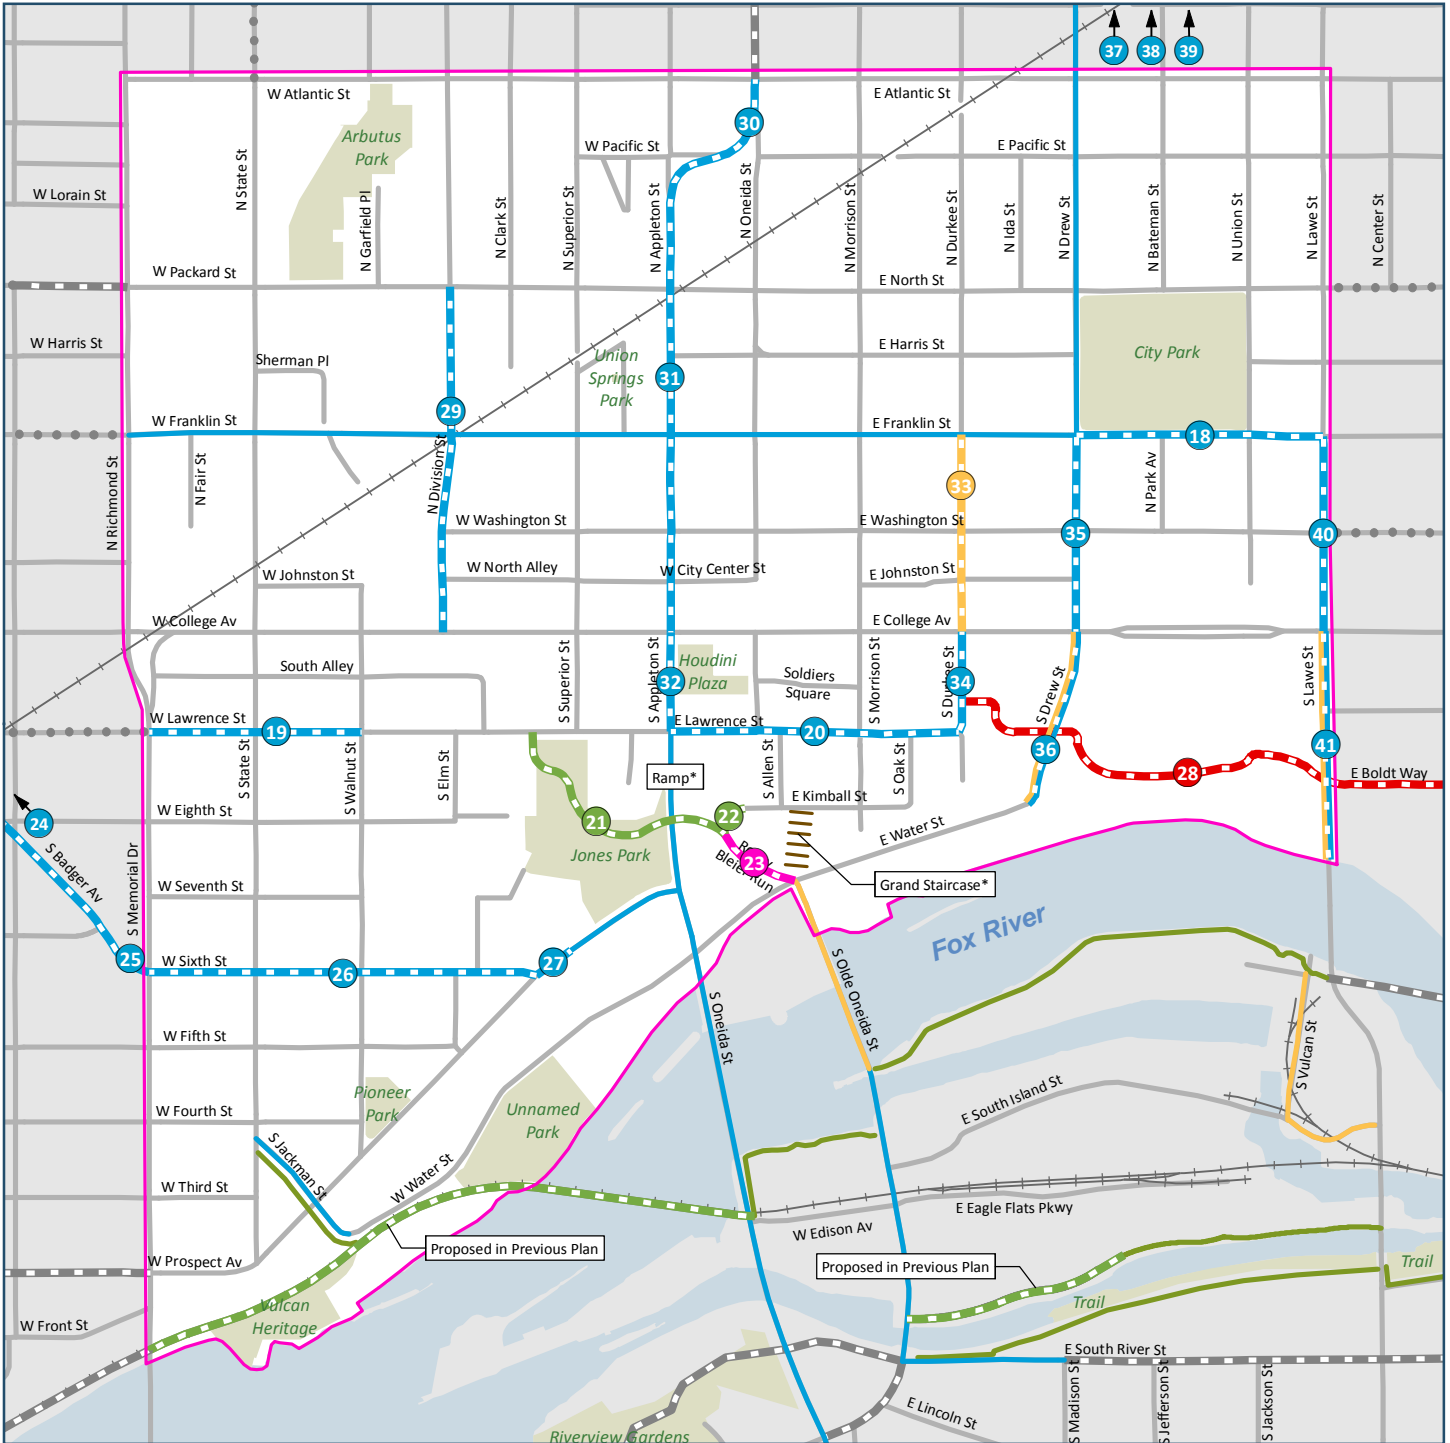 37
38
39
W Atlantic St
E Atlantic St
30
Arbutus
Park
W Pacific St
E Pacific St
W Lorain St
N State St
N Garfield Pl
N Clark St
N Superior St
N Appleton St
N Oneida St
N Morrison St
N Durkee St
N Ida St
N Drew St
N Bateman St
N Union St
N Lawe St
N Center St
W Packard St
E North St
W Harris St
Sherman Pl
Union
Springs
Park
31
E Harris St
City Park
29
W Franklin St
E Franklin St
18
N Richmond St
N Fair St
N Division St
33
N Park Av
W Washington St
E Washington St
35
40
W Johnston St
W North Alley
W City Center St
E Johnston St
W College Av
E College Av
South Alley
S Superior St
S Appleton St
Houdini
Plaza
32
Soldiers
Square
S Morrison St
S Durkee St
34
S Drew St
S Lawe St
W Lawrence St
19
E Lawrence St
20
36
41
S State St
S Walnut St
S Elm St
Ramp*
S Allen St
S Oak St
28
E Boldt Way
24
W Eighth St
21
22
E Kimball St
E Water St
Jones Park
23
Bleier Run
S Badger Av
S Memorial Dr
W Seventh St
Grand Staircase*
25
W Sixth St
26
27
Fox River
S Olde Oneida St
S Oneida St
W Fifth St
S Vulcan St
Pioneer
Park
Unnamed
Park
W Fourth St
E South Island St
S Jackman St
W Water St
W Third St
E Eagle Flats Pkwy
W Edison Av
Proposed in Previous Plan
Proposed in Previous Plan
W Prospect Av
Trail
Trail
Vulcan
Heritage
W Front St
E South River St
S Madison St
S Jefferson St
S Jackson St
E Lincoln St
Riverview Gardens